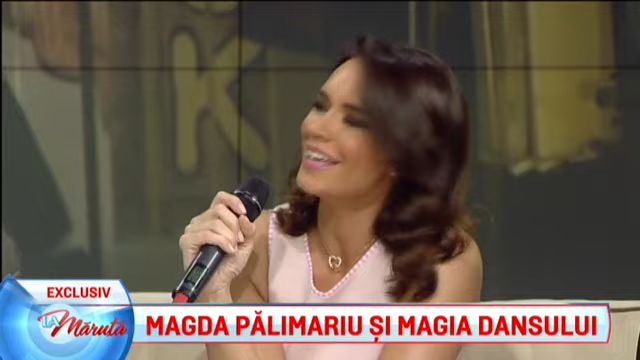 K
EXCLUSIV
LA
Măruță
MAGDA PĂLIMARIU ȘI MAGIA DANSULUI